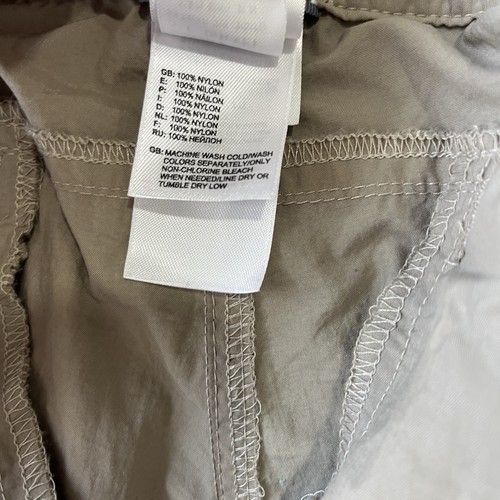 GB: 100% NYLON
E: 100% NILÓN
P: 100% NÁILON
I: 100% NYLON
D: 100% NYLON
NL: 100% NYLON
F: 100% NYLON
RU: 100% НЕЙЛОН
GB: MACHINE WASH COLD/WASH
COLORS SEPARATELY/ONLY
NON-CHLORINE BLEACH
WHEN NEEDED/LINE DRY OR
TUMBLE DRY LOW